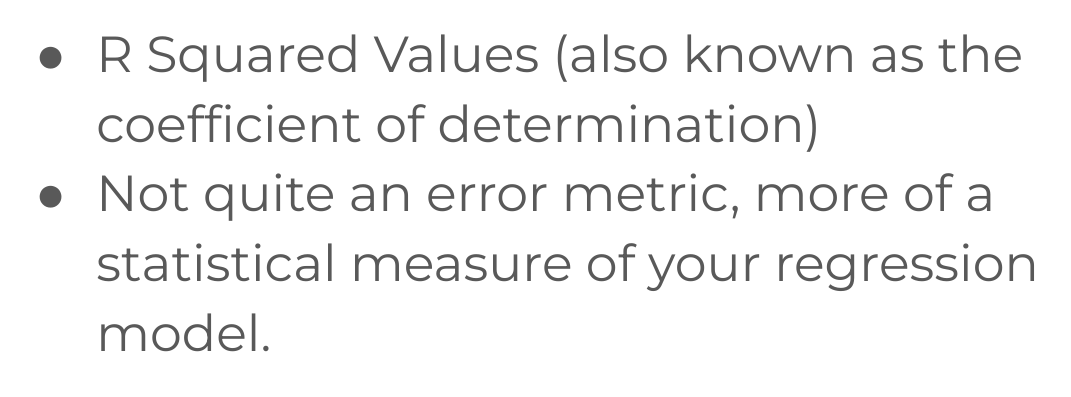 ● R Squared Values (also known as the
coefficient of determination)
● Not quite an error metric, more of a
statistical measure of your regression
model.